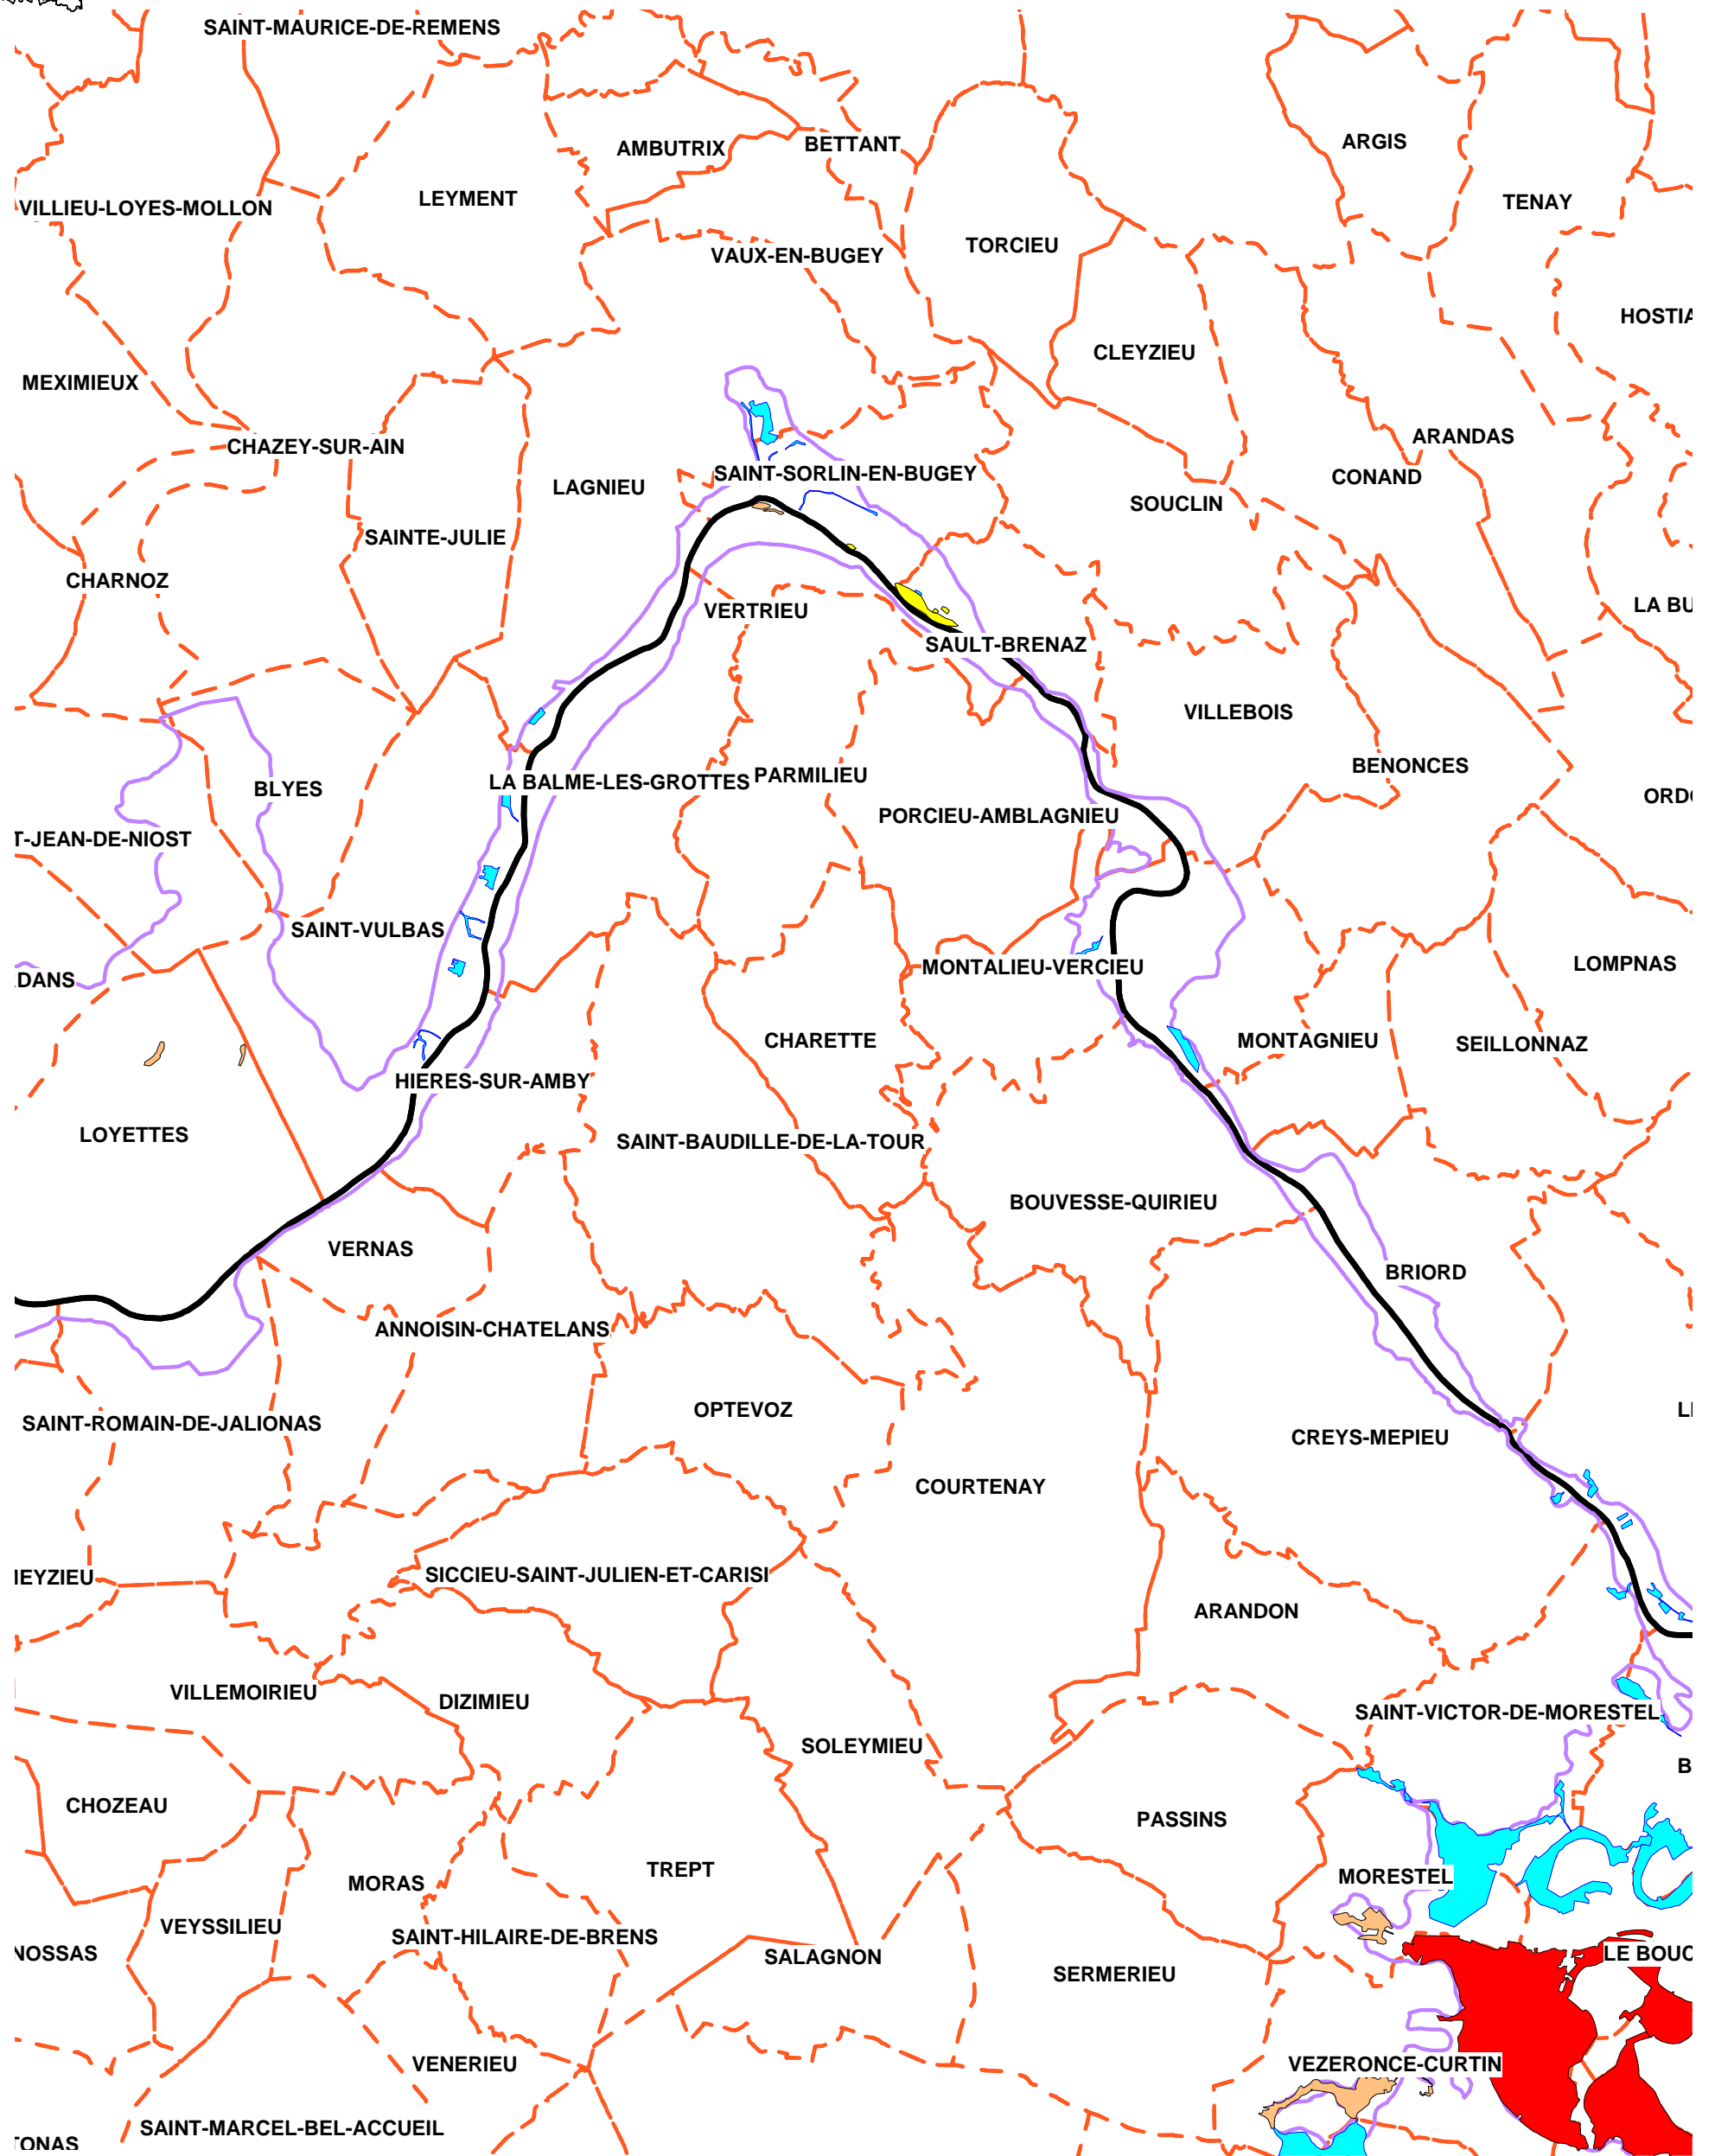 SAINT-MAURICE-DE-REMENS
AMBUTRIX
BETTANT
ARGIS
LEYMENT
TENAY
VILLIEU-LOYES-MOLLON
TORCIEU
VAUX-EN-BUGEY
HOSTIA
CLEYZIEU
MEXIMIEUX
ARANDAS
CHAZEY-SUR-AIN
SAINT-SORLIN-EN-BUGEY
CONAND
LAGNIEU
SOUCLIN
SAINTE-JULIE
CHARNOZ
LA BU
VERTRIEU
SAULT-BRENAZ
VILLEBOIS
BENONCES
PARMILIEU
LA BALME-LES-GROTTES
BLYES
ORDO
PORCIEU-AMBLAGNIEU
T-JEAN-DE-NIOST
SAINT-VULBAS
LOMPNAS
MONTALIEU-VERCIEU
DANS
CHARETTE
MONTAGNIEU
SEILLONNAZ
HIERES-SUR-AMBY
LOYETTES
SAINT-BAUDILLE-DE-LA-TOUR
BOUVESSE-QUIRIEU
VERNAS
BRIORD
ANNOISIN-CHATELANS
OPTEVOZ
LI
SAINT-ROMAIN-DE-JALIONAS
CREYS-MEPIEU
COURTENAY
IEYZIEU
SICCIEU-SAINT-JULIEN-ET-CARISI
ARANDON
VILLEMOIRIEU
DIZIMIEU
SAINT-VICTOR-DE-MORESTEL
SOLEYMIEU
B
CHOZEAU
PASSINS
TREPT
MORESTEL
MORAS
VEYSSILIEU
SAINT-HILAIRE-DE-BRENS
NOSSAS
SALAGNON
LE BOUC
SERMERIEU
VENERIEU
VEZERONCE-CURTIN
SAINT-MARCEL-BEL-ACCUEIL
TONAS